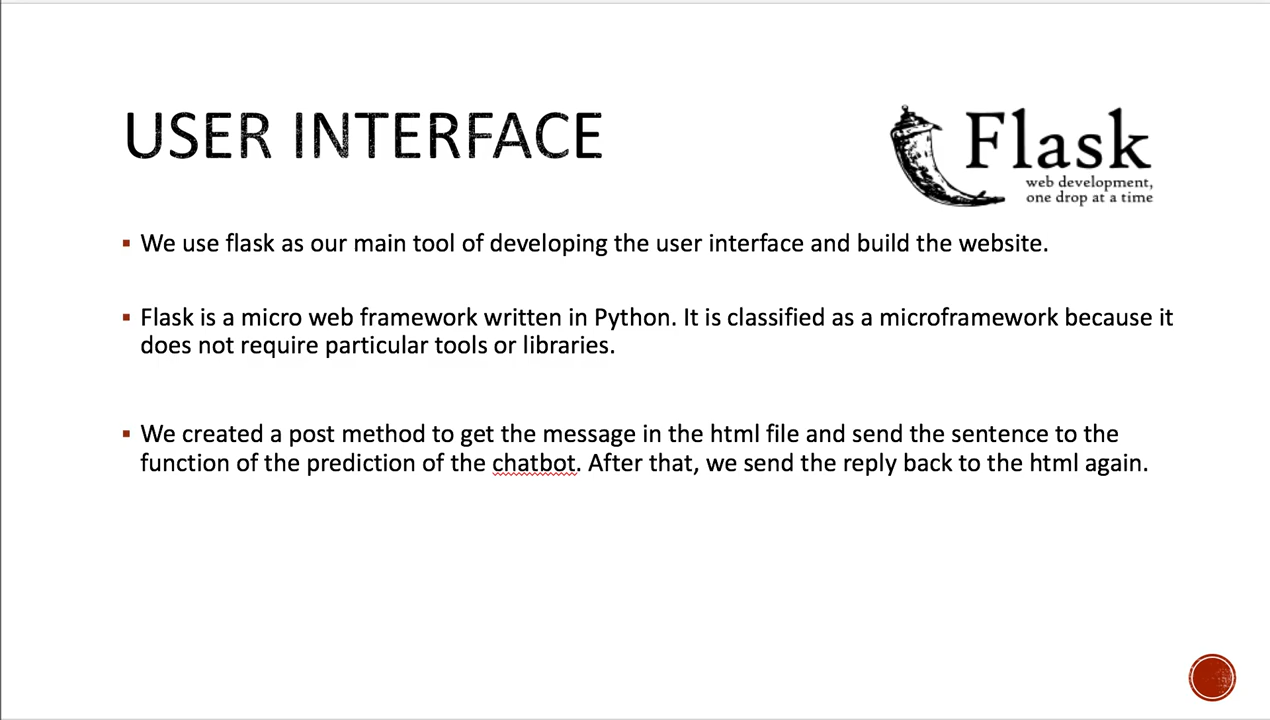 USER INTERFACE
Flask
web development,
one drop at a time
We use flask as our main tool of developing the user interface and build the website.
Flask is a micro web framework written in Python. It is classified as a microframework because it
does not require particular tools or libraries.
We created a post method to get the message in the html file and send the sentence to the
function of the prediction of the chatbot. After that, we send the reply back to the html again.